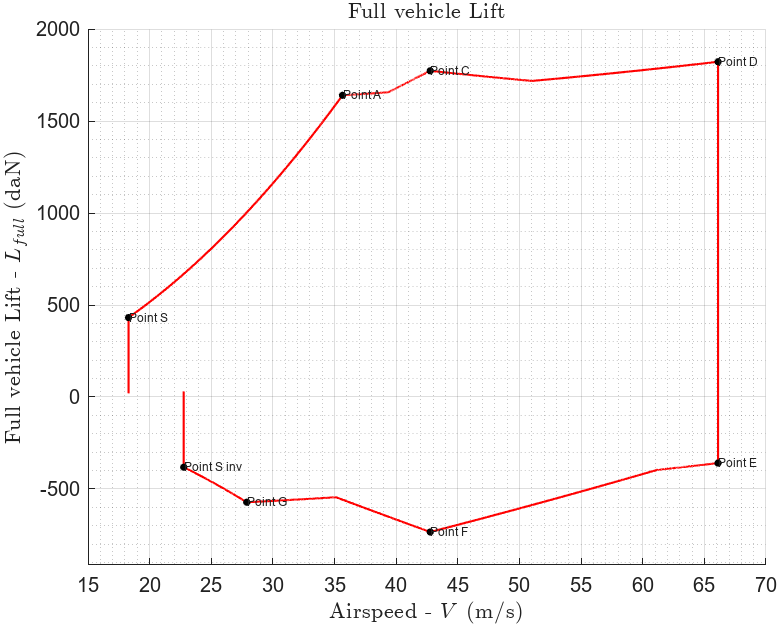 Full vehicle Lift
Full vehicle Lift - L_full (daN)
2000
1500
1000
500
0
-500
Point S
Point A
Point C
Point D
Point S inv
Point G
Point F
Point E
15 20 25 30 35 40 45 50 55 60 65 70
Airspeed - V (m/s)